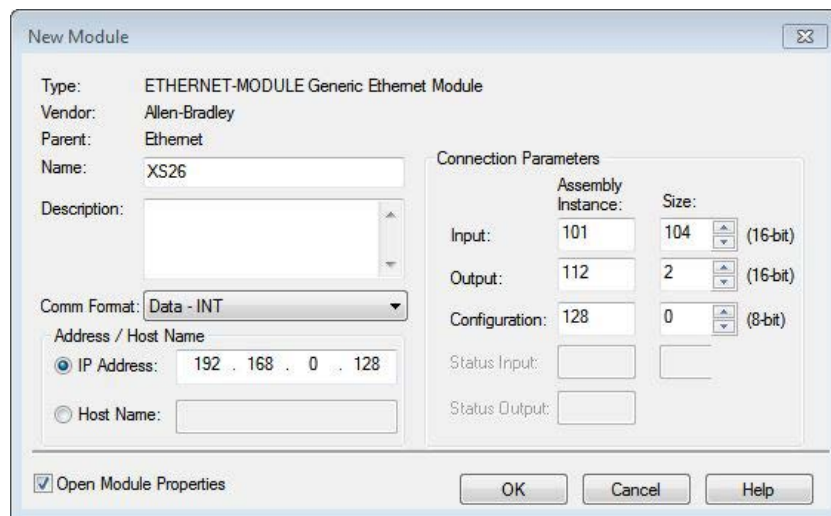 New Module
Type: ETHERNET-MODULE Generic Ethernet Module
Vendor: Allen-Bradley
Parent: Ethernet
Name: XS26
Description:
Comm Format: Data - INT
Address / Host Name
IP Address: 192 . 168 . 0 . 128
Host Name:
Connection Parameters
Assembly
Instance: Size:
Input: 101 104 (16-bit)
Output: 112 2 (16-bit)
Configuration: 128 0 (8-bit)
Status Input:
Status Output:
Open Module Properties
OK Cancel Help